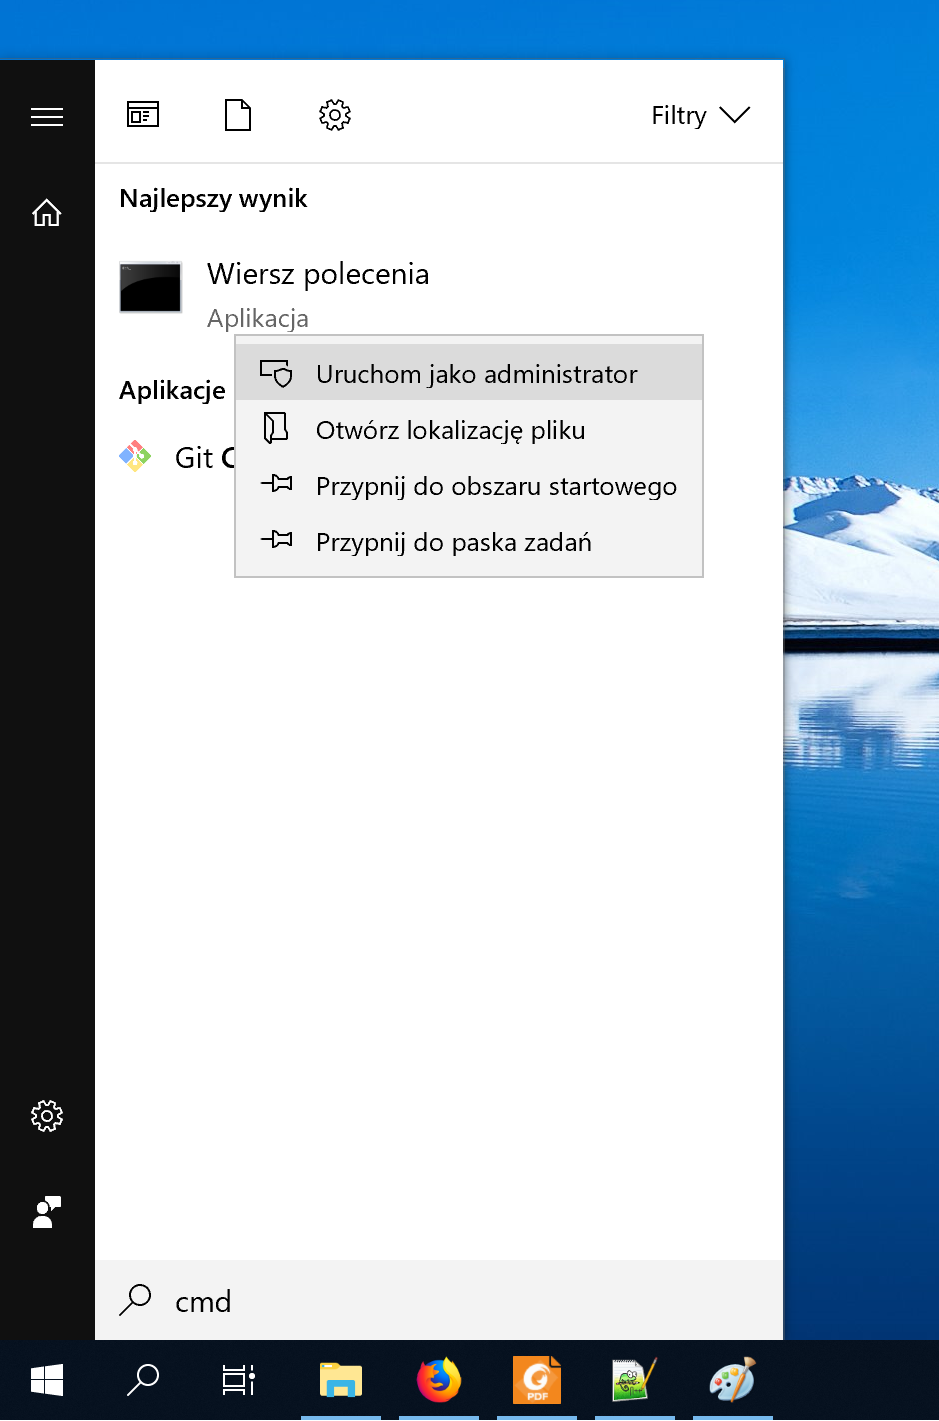 Filtry
Najlepszy wynik
Wiersz polecenia
Aplikacja
Uruchom jako administrator
Aplikacje
Otwórz lokalizację pliku
Git
Przypnij do obszaru startowego
Przypnij do paska zadań
cmd
PDF